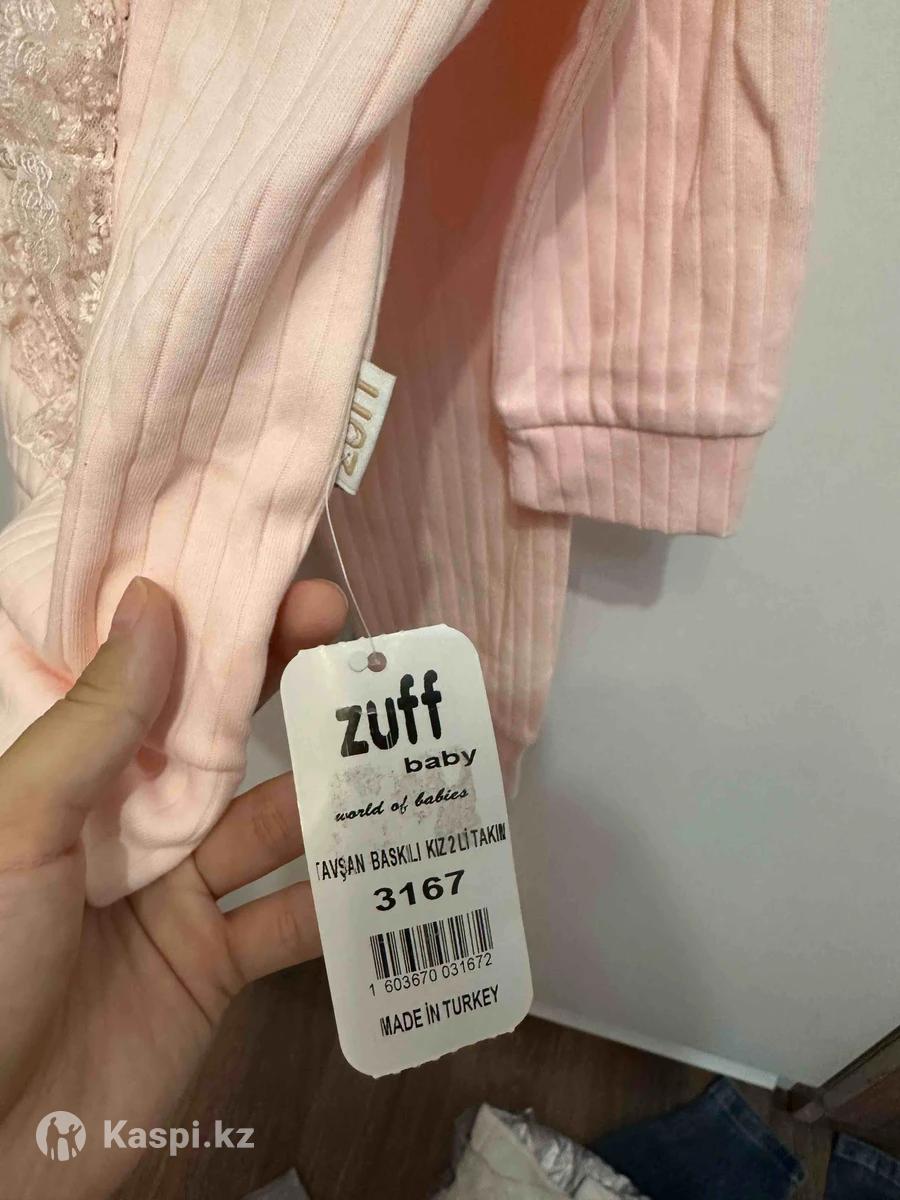 zuff
zuff
baby
world of babies
TAVŞAN BASKILI KIZ 2 Lİ TAKIM
3167
1 603670 031672
MADE İN TURKEY
Kaspi.kz